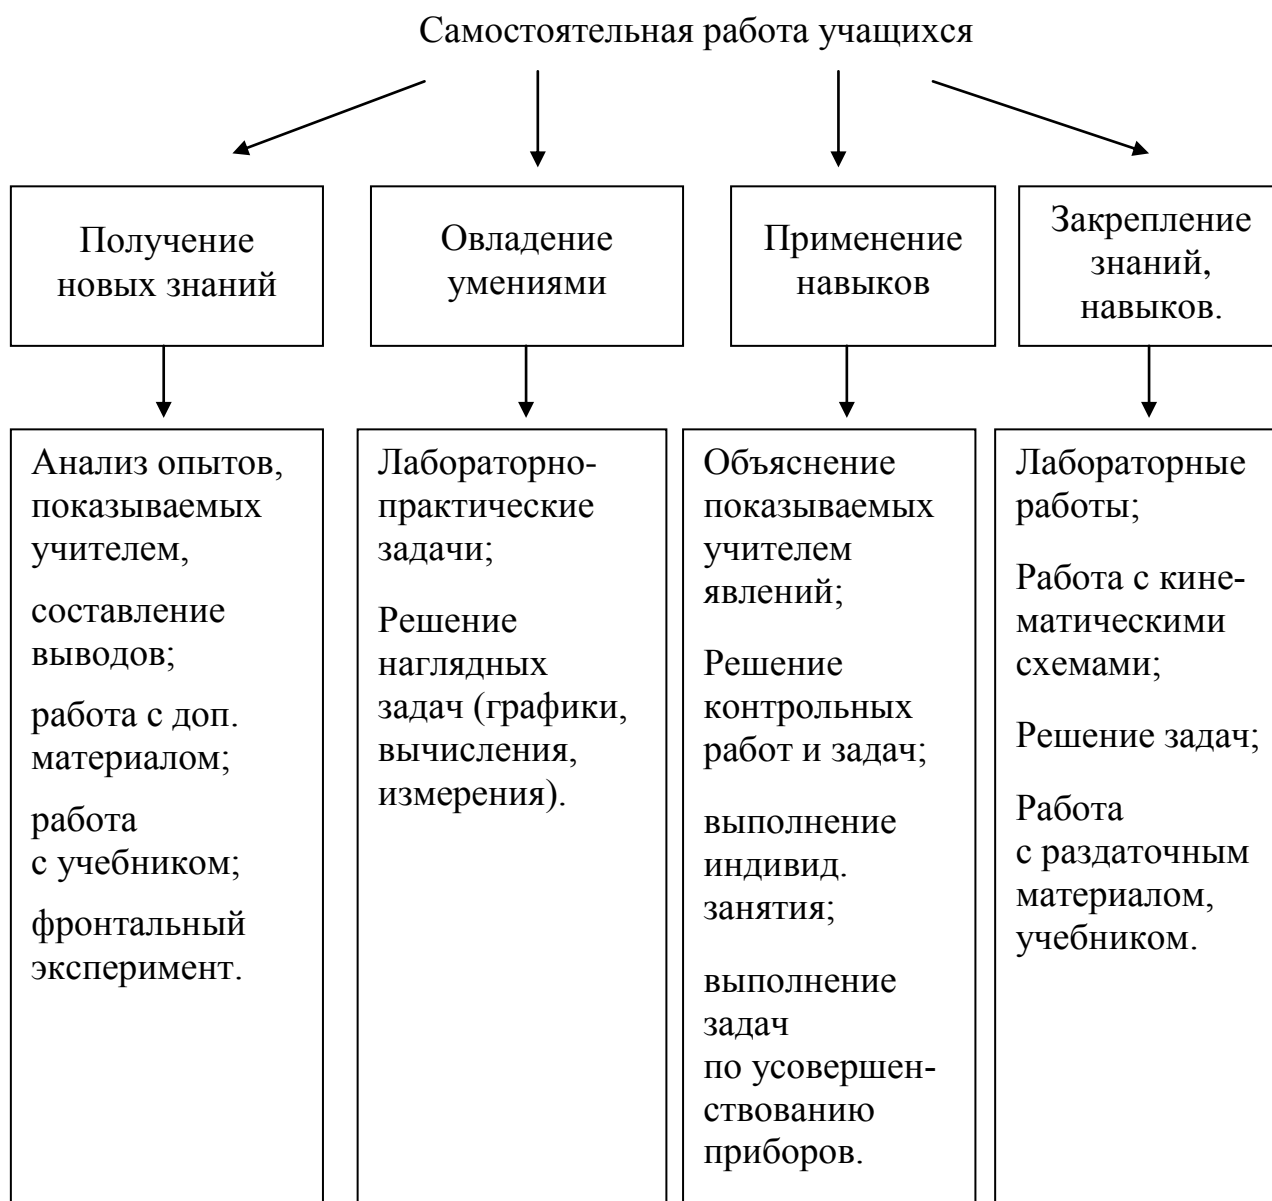 Самостоятельная работа учащихся
Получение
новых знаний
Овладение
умениями
Применение
навыков
Закрепление
знаний,
навыков.
Анализ опытов,
показываемых
учителем,
составление
выводов;
работа с доп.
материалом;
работа
с учебником;
фронтальный
эксперимент.
Лабораторно-
практические
задачи;
Решение
наглядных
задач (графики,
вычисления,
измерения).
Объяснение
показываемых
учителем
явлений;
Решение
контрольных
работ и задач;
выполнение
индивид.
занятия;
выполнение
задач
по усовершен-
ствованию
приборов.
Лабораторные
работы;
Работа с кине-
матическими
схемами;
Решение задач;
Работа
с раздаточным
материалом,
учебником.